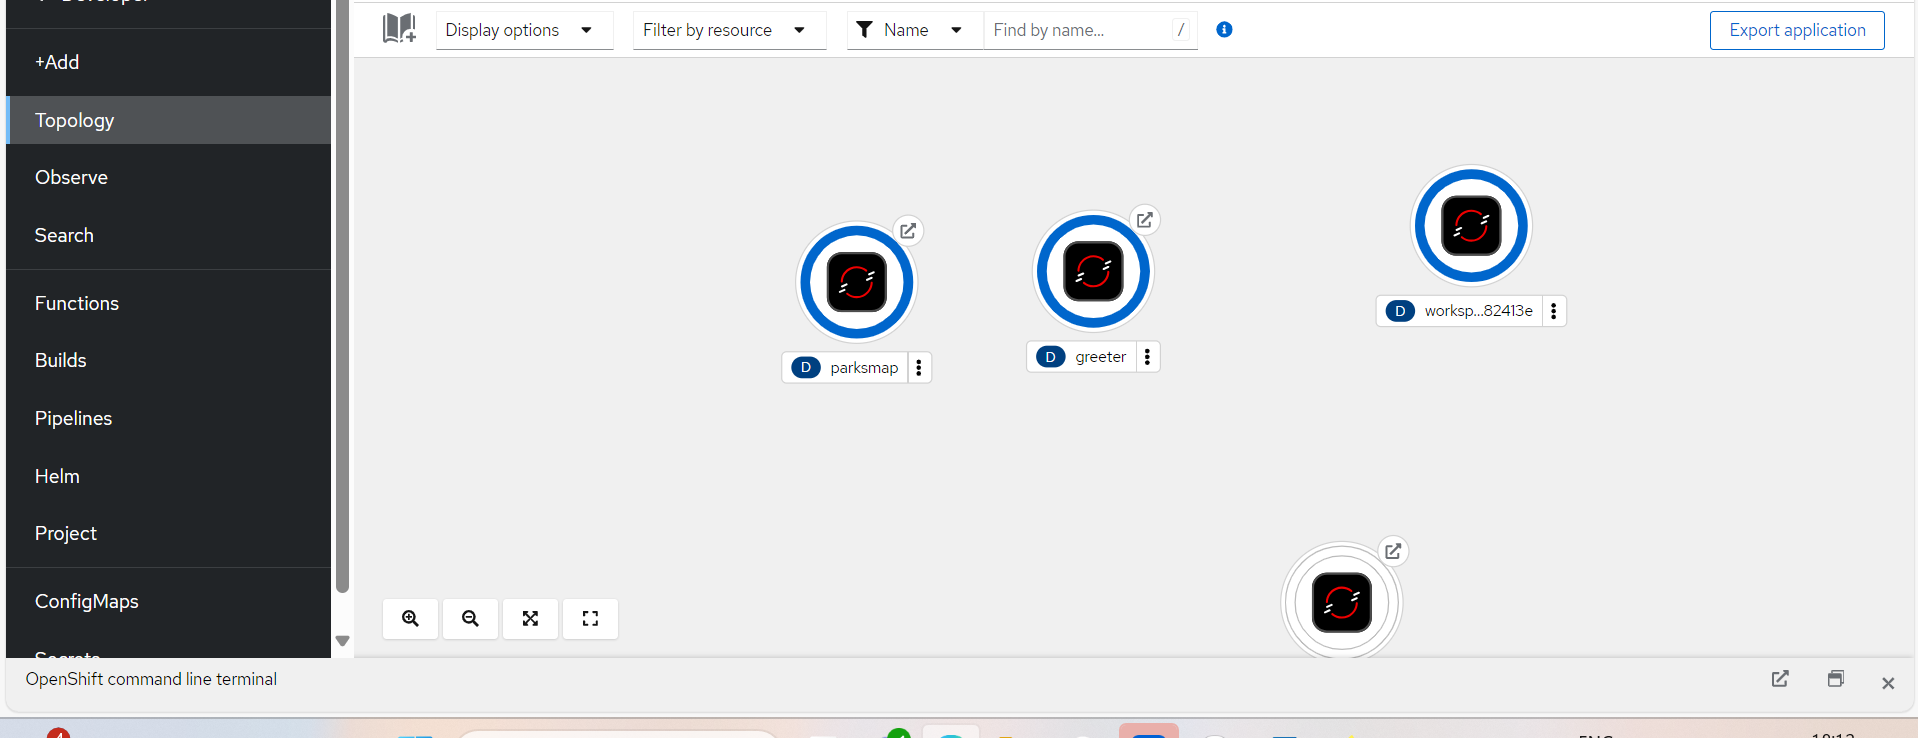 Display options
Filter by resource
Name
Find by name...
/
Export application
+Add
Topology
Observe
Search
Functions
Builds
Pipelines
Helm
Project
ConfigMaps
D parksmap
D greeter
D worksp...82413e
OpenShift command line terminal